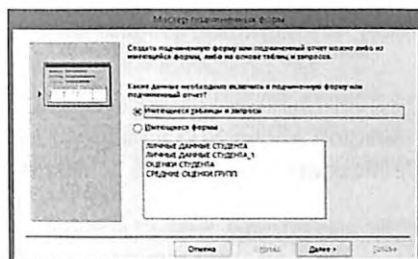 Мастер подчиненных форм
Создать подчиненную форму или подчиненный отчет можно либо из
имеющейся формы, либо на основе таблиц и запросов.
Какие данные необходимо включить в подчиненную форму или
подчиненный отчет?
Имеющиеся таблицы и запросы
Имеющиеся формы
ЛИЧНЫЕ ДАННЫЕ СТУДЕНТА
ЛИЧНЫЕ ДАННЫЕ СТУДЕНТА_1
ОЦЕНКИ СТУДЕНТА
СРЕДНИЕ ОЦЕНКИ ГРУПП
Отмена
Далее >
Готово